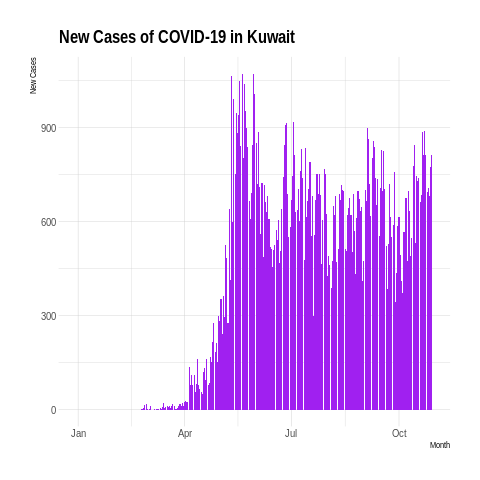 New Cases of COVID-19 in Kuwait
New Cases
900
600
300
0
Jan Apr Jul Oct
Month